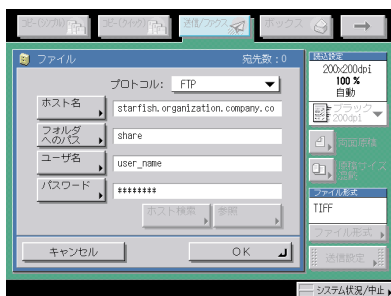 コピー(シンプル)
コピー(クイック)
送信/ファクス
ボックス
ファイル
宛先数：0
プロトコル：
FTP
ホスト名
starfish.organization.company.co
フォルダ
へのパス
share
ユーザ名
user_name
パスワード
********
ホスト検索
参照
キャンセル
OK
読込設定
200x200dpi
100 %
自動
ブラック
200dpi
両面原稿
原稿サイズ
混載
ファイル形式
TIFF
ファイル形式
送信設定
システム状況/中止